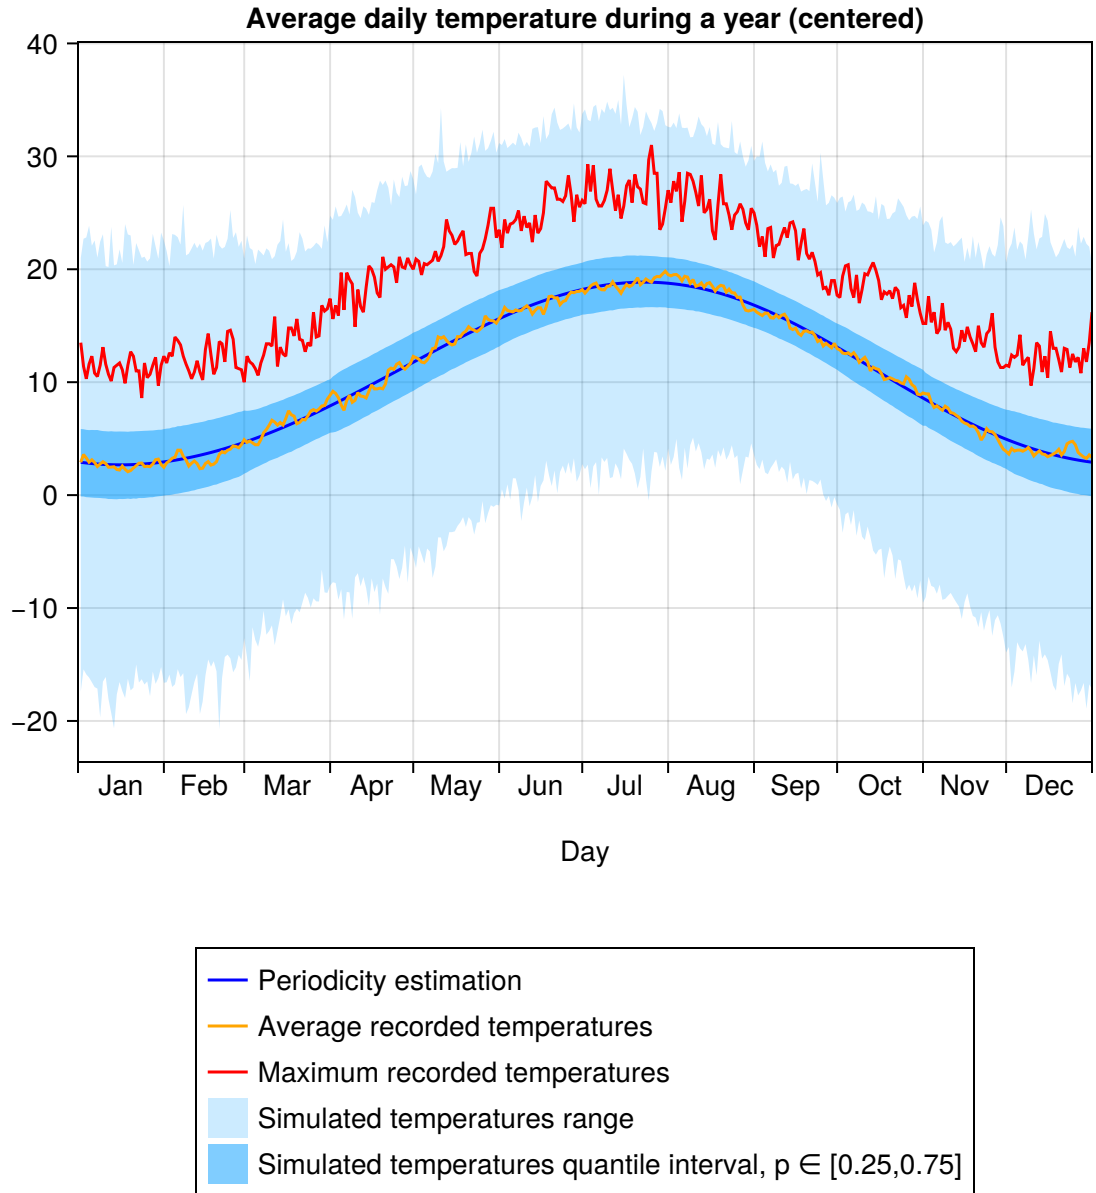 Average daily temperature during a year (centered)
40
30
20
10
0
−10
−20
Jan Feb Mar Apr May Jun Jul Aug Sep Oct Nov Dec
Day
Periodicity estimation
Average recorded temperatures
Maximum recorded temperatures
Simulated temperatures range
Simulated temperatures quantile interval, p ∈ [0.25,0.75]